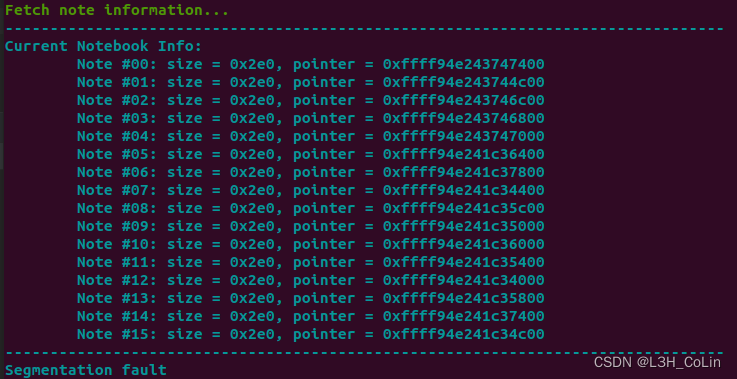 Fetch note information...
--------------------------------------------------------------------------------
Current Notebook Info:
Note #00: size = 0x2e0, pointer = 0xffff94e243747400
Note #01: size = 0x2e0, pointer = 0xffff94e243744c00
Note #02: size = 0x2e0, pointer = 0xffff94e243746c00
Note #03: size = 0x2e0, pointer = 0xffff94e243746800
Note #04: size = 0x2e0, pointer = 0xffff94e243747000
Note #05: size = 0x2e0, pointer = 0xffff94e241c36400
Note #06: size = 0x2e0, pointer = 0xffff94e241c37800
Note #07: size = 0x2e0, pointer = 0xffff94e241c34400
Note #08: size = 0x2e0, pointer = 0xffff94e241c35c00
Note #09: size = 0x2e0, pointer = 0xffff94e241c35000
Note #10: size = 0x2e0, pointer = 0xffff94e241c36000
Note #11: size = 0x2e0, pointer = 0xffff94e241c35400
Note #12: size = 0x2e0, pointer = 0xffff94e241c34000
Note #13: size = 0x2e0, pointer = 0xffff94e241c35800
Note #14: size = 0x2e0, pointer = 0xffff94e241c37400
Note #15: size = 0x2e0, pointer = 0xffff94e241c34c00
--------------------------------------------------------------------------------
Segmentation fault
CSDN @L3H_CoLin